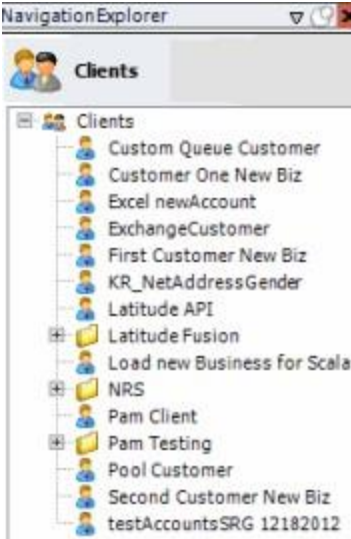 NavigationExplorer
Clients
Clients
Custom Queue Customer
Customer One New Biz
Excel newAccount
ExchangeCustomer
First Customer New Biz
KR_NetAddressGender
Latitude API
Latitude Fusion
Load new Business for Scala
NRS
Pam Client
Pam Testing
Pool Customer
Second Customer New Biz
testAccountsSRG 12182012